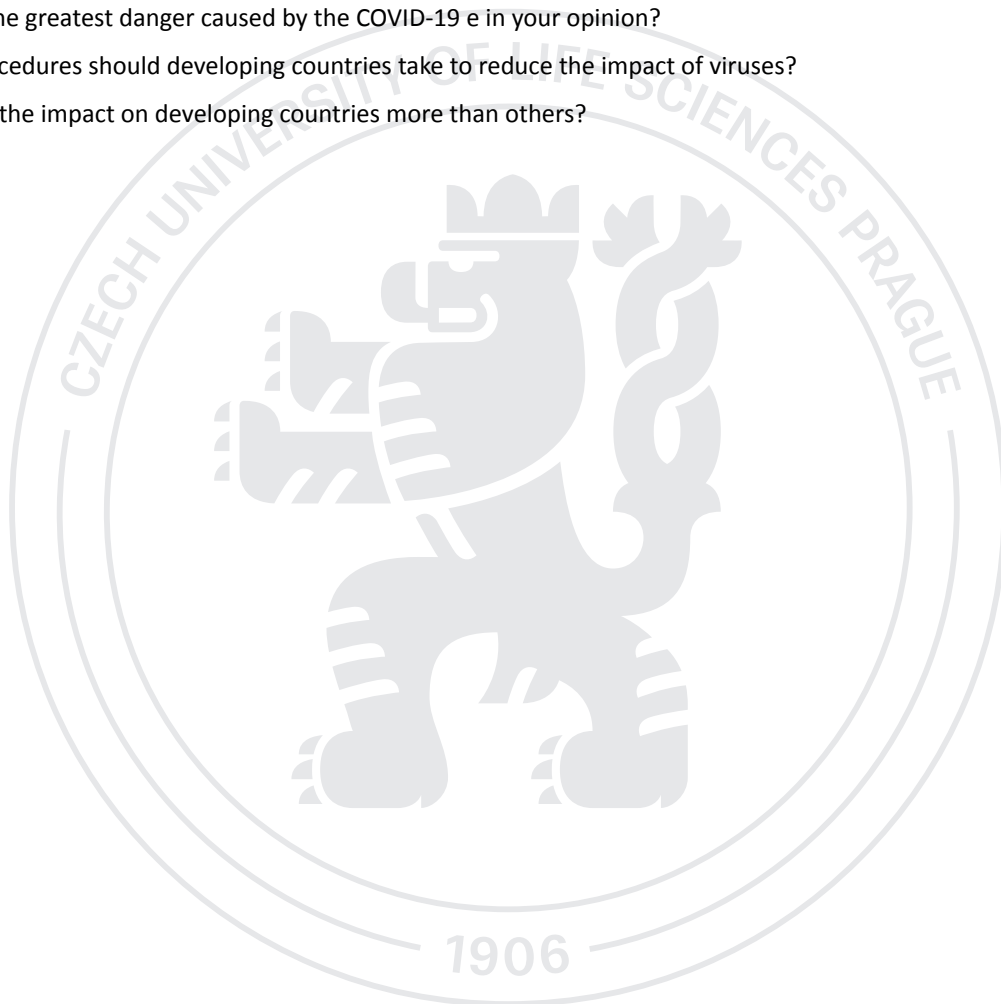 he greatest danger caused by the COVID-19 e in your opinion?
cedures should developing countries take to reduce the impact of viruses?
the impact on developing countries more than others?
CZECH UNIVERSITY OF LIFE SCIENCES PRAGUE
1906